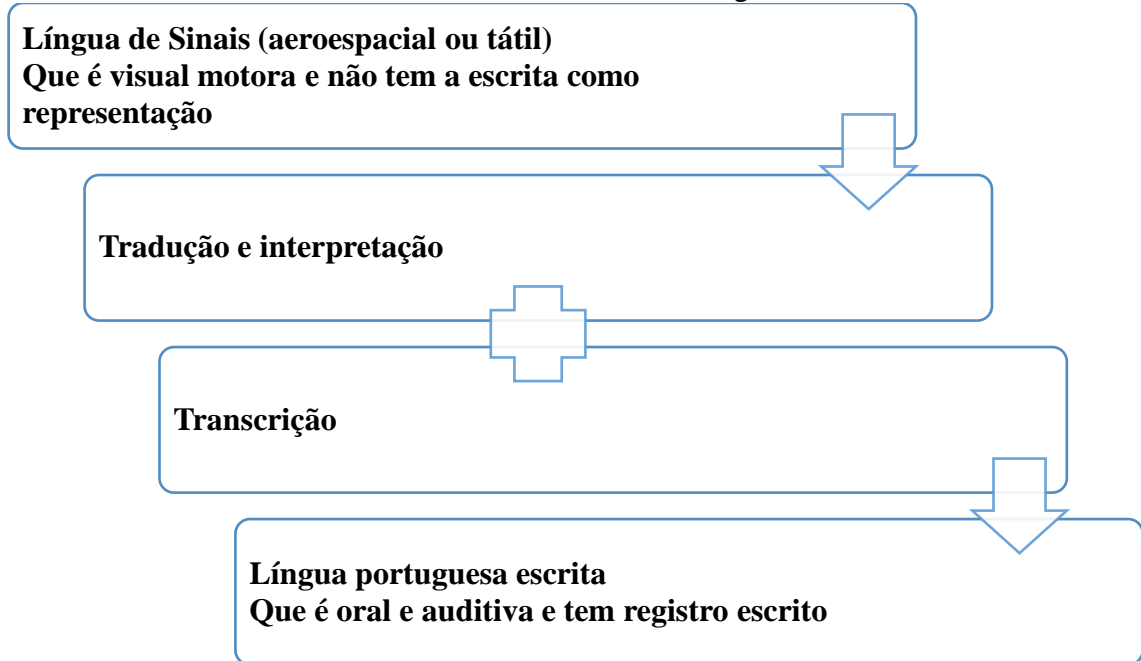 Língua de Sinais (aeroespacial ou tátil)
Que é visual motora e não tem a escrita como
representação
Tradução e interpretação
Transcrição
Língua portuguesa escrita
Que é oral e auditiva e tem registro escrito